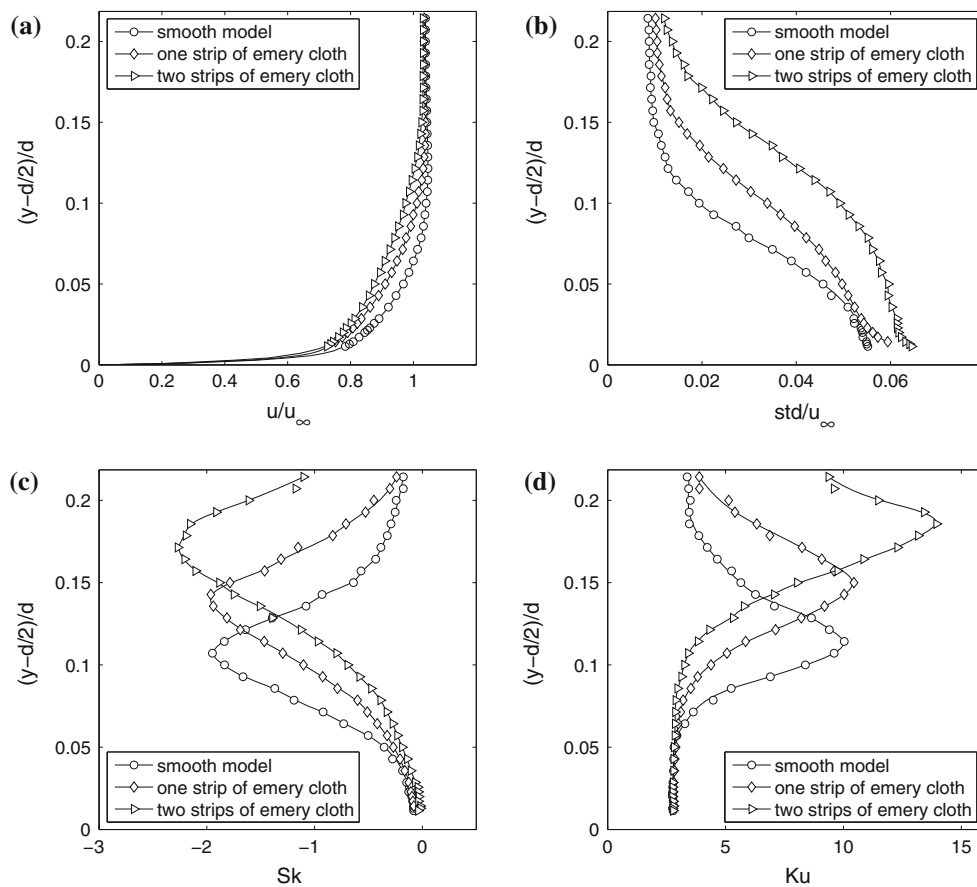 (a)
smooth model
one strip of emery cloth
two strips of emery cloth
0.2
0.15
0.1
0.05
0
(y−d/2)/d
0 0.2 0.4 0.6 0.8 1
u/u∞
(b)
smooth model
one strip of emery cloth
two strips of emery cloth
0.2
0.15
0.1
0.05
0
(y−d/2)/d
0 0.02 0.04 0.06
std/u∞
(c)
0.2
0.15
0.1
0.05
0
(y−d/2)/d
smooth model
one strip of emery cloth
two strips of emery cloth
−3 −2 −1 0
Sk
(d)
0.2
0.15
0.1
0.05
0
(y−d/2)/d
smooth model
one strip of emery cloth
two strips of emery cloth
0 5 10 15
Ku